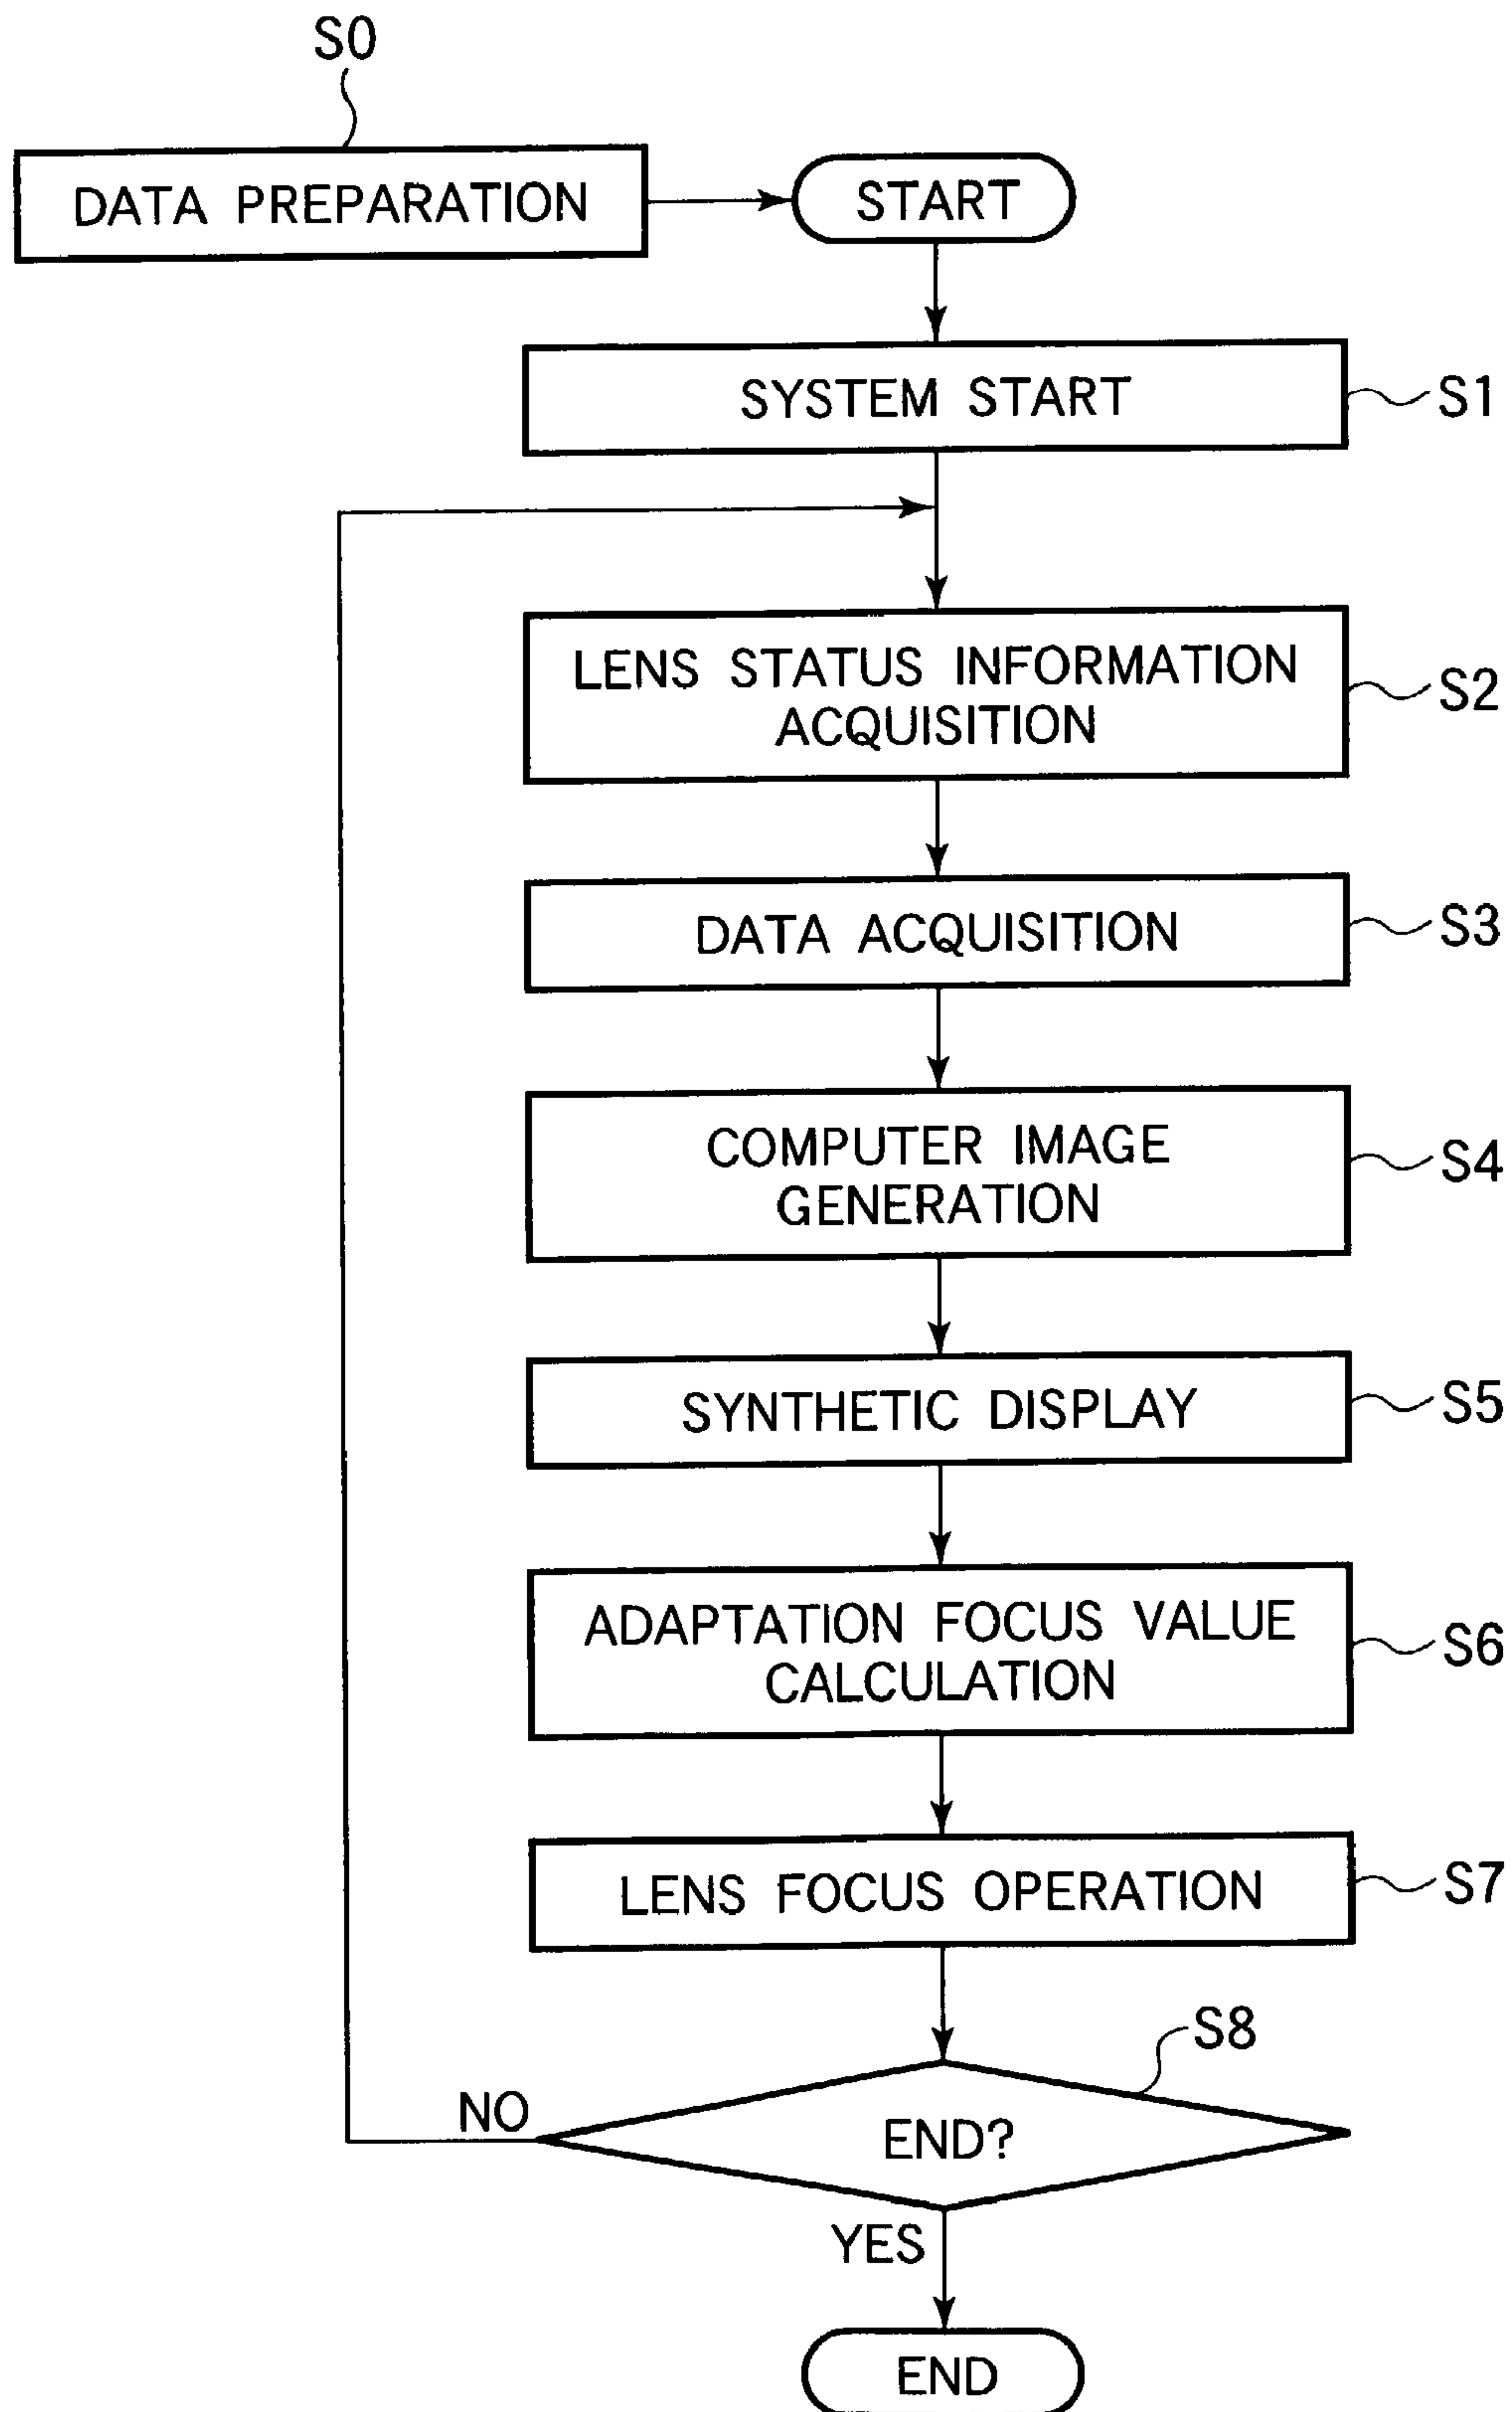 S0
DATA PREPARATION
START
SYSTEM START
S1
LENS STATUS INFORMATION
ACQUISITION
S2
DATA ACQUISITION
S3
COMPUTER IMAGE
GENERATION
S4
SYNTHETIC DISPLAY
S5
ADAPTATION FOCUS VALUE
CALCULATION
S6
LENS FOCUS OPERATION
S7
S8
NO
END?
YES
END